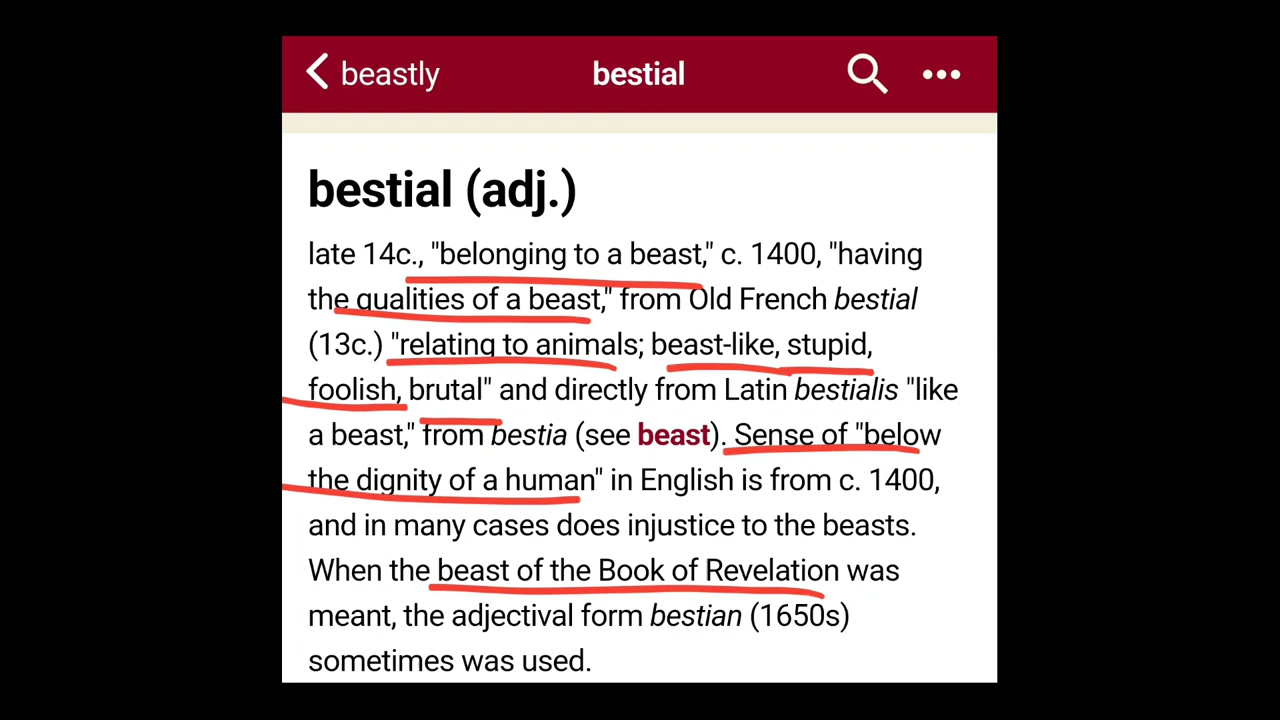 beastly bestial
bestial (adj.)
late 14c., "belonging to a beast," c. 1400, "having
the qualities of a beast," from Old French bestial
(13c.) "relating to animals; beast-like, stupid,
foolish, brutal" and directly from Latin bestialis "like
a beast," from bestia (see beast). Sense of "below
the dignity of a human" in English is from c. 1400,
and in many cases does injustice to the beasts.
When the beast of the Book of Revelation was
meant, the adjectival form bestian (1650s)
sometimes was used.